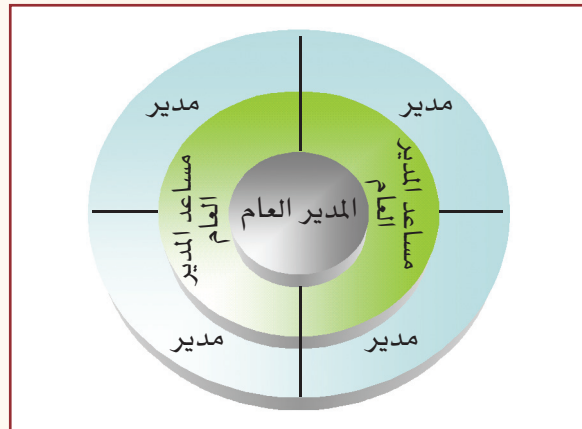 مدير
مدير
مساعد المدير
العام
المدير العام
مساعد المدير
العام
مدير
مدير